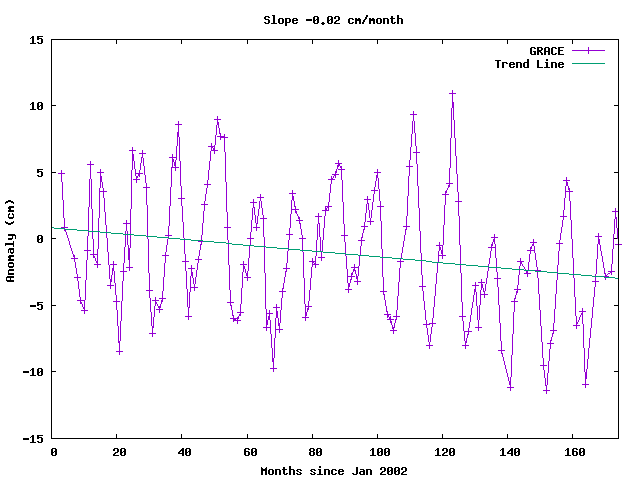 Slope -0.02 cm/month
15
10
5
0
-5
-10
-15
Anomaly (cm)
GRACE
Trend Line
0 20 40 60 80 100 120 140 160
Months since Jan 2002